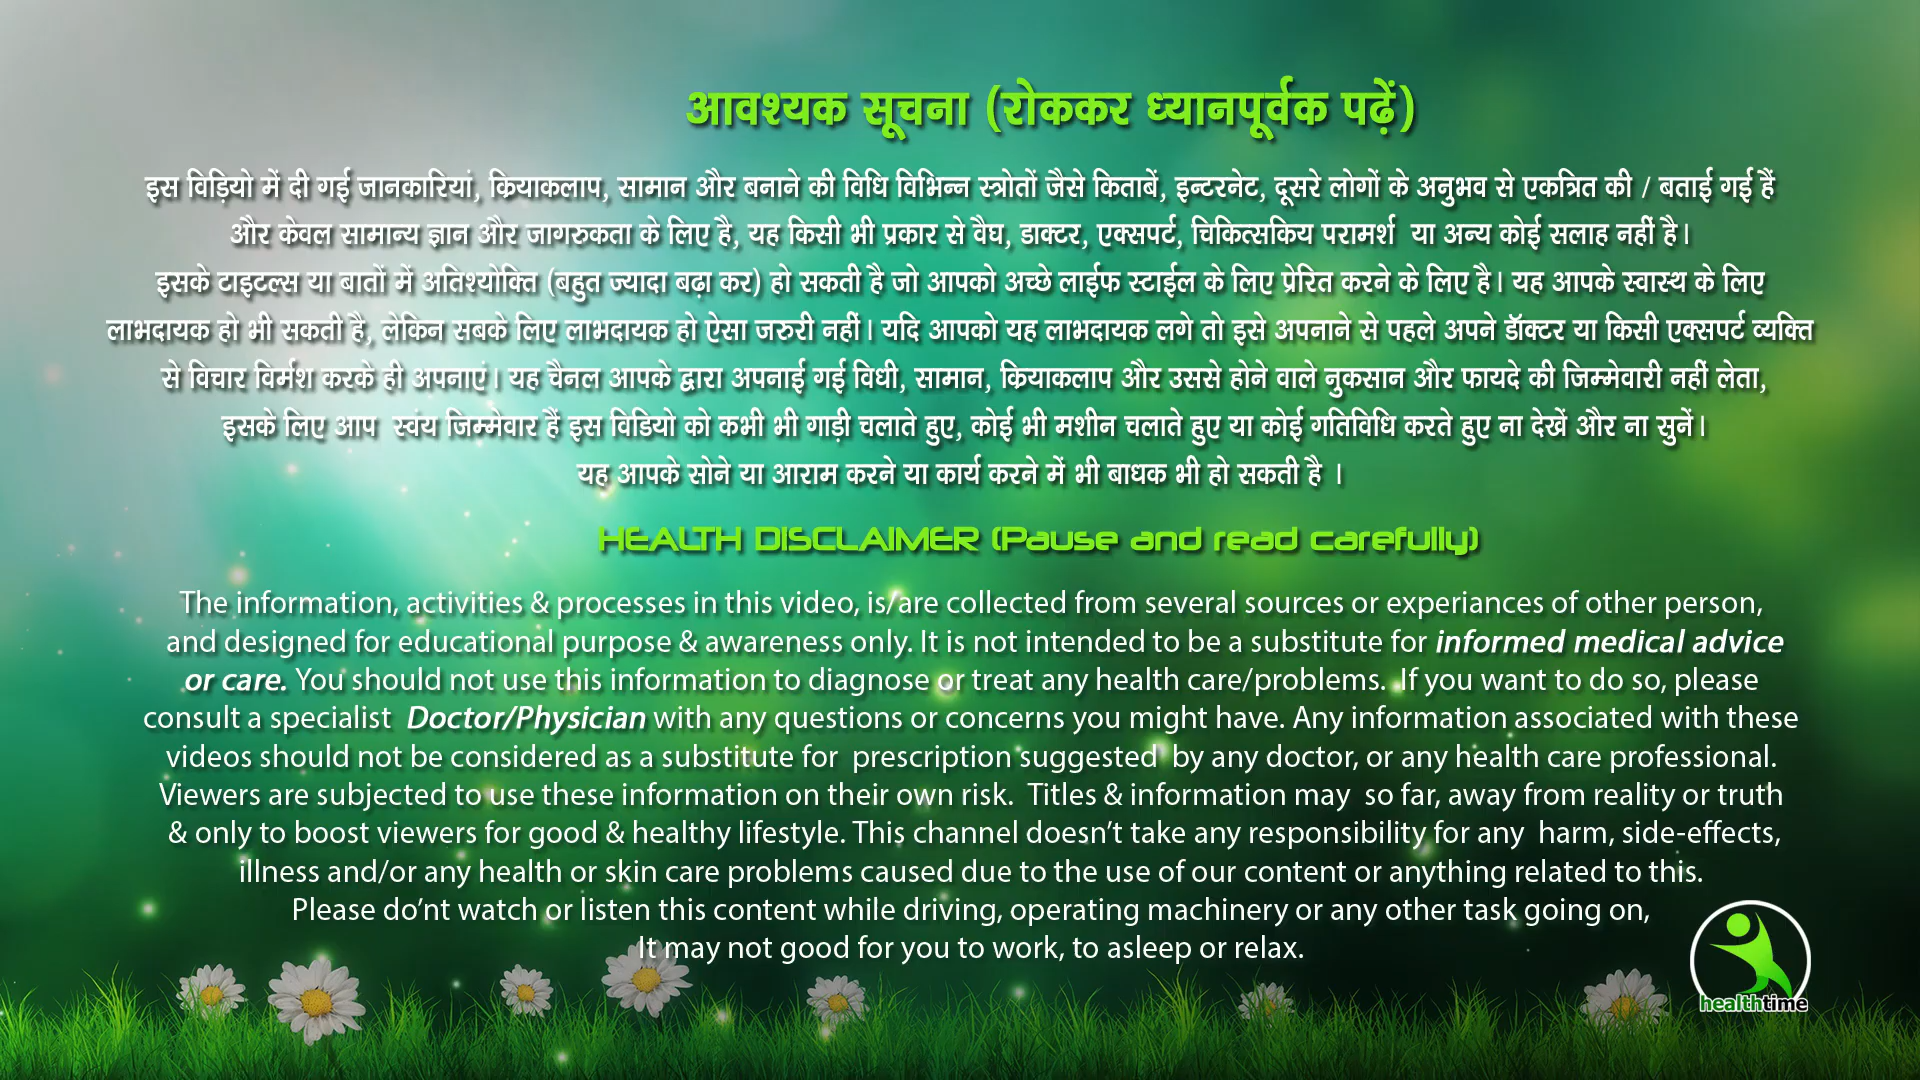 आवश्यक सूचना (रोककर ध्यानपूर्वक पढ़ें)
इस विड़ियो में दी गई जानकारियां, क्रियाकलाप, सामान और बनाने की विधि विभिन्न स्त्रोतों जैसे किताबें, इन्टरनेट, दूसरे लोगों के अनुभव से एकत्रित की / बताई गई हैं
और केवल सामान्य ज्ञान और जागरुकता के लिए है, यह किसी भी प्रकार से वैघ, डाक्टर, एक्सपर्ट, चिकित्सकिय परामर्श या अन्य कोई सलाह नहीं है।
इसके टाइटल्स या बातों में अतिश्योक्ति (बहुत ज्यादा बढ़ा कर) हो सकती है जो आपको अच्छे लाईफ स्टाईल के लिए प्रेरित करने के लिए है। यह आपके स्वास्थ के लिए
लाभदायक हो भी सकती है, लेकिन सबके लिए लाभदायक हो ऐसा जरुरी नहीं। यदि आपको यह लाभदायक लगे तो इसे अपनाने से पहले अपने डॉक्टर या किसी एक्सपर्ट व्यक्ति
से विचार विर्मश करके ही अपनाएं। यह चैनल आपके द्वारा अपनाई गई विधी, सामान, क्रियाकलाप और उससे होने वाले नुकसान और फायदे की जिम्मेवारी नहीं लेता,
इसके लिए आप स्वंय जिम्मेवार हैं इस विडियो को कभी भी गाड़ी चलाते हुए, कोई भी मशीन चलाते हुए या कोई गतिविधि करते हुए ना देखें और ना सुनें।
यह आपके सोने या आराम करने या कार्य करने में भी बाधक भी हो सकती है ।
HEALTH DISCLAIMER (Pause and read carefully)
The information, activities & processes in this video, is/are collected from several sources or experiances of other person,
and designed for educational purpose & awareness only. It is not intended to be a substitute for informed medical advice
or care. You should not use this information to diagnose or treat any health care/problems. If you want to do so, please
consult a specialist Doctor/Physician with any questions or concerns you might have. Any information associated with these
videos should not be considered as a substitute for prescription suggested by any doctor, or any health care professional.
Viewers are subjected to use these information on their own risk. Titles & information may so far, away from reality or truth
& only to boost viewers for good & healthy lifestyle. This channel doesn’t take any responsibility for any harm, side-effects,
illness and/or any health or skin care problems caused due to the use of our content or anything related to this.
Please do’nt watch or listen this content while driving, operating machinery or any other task going on,
It may not good for you to work, to asleep or relax.
healthtime